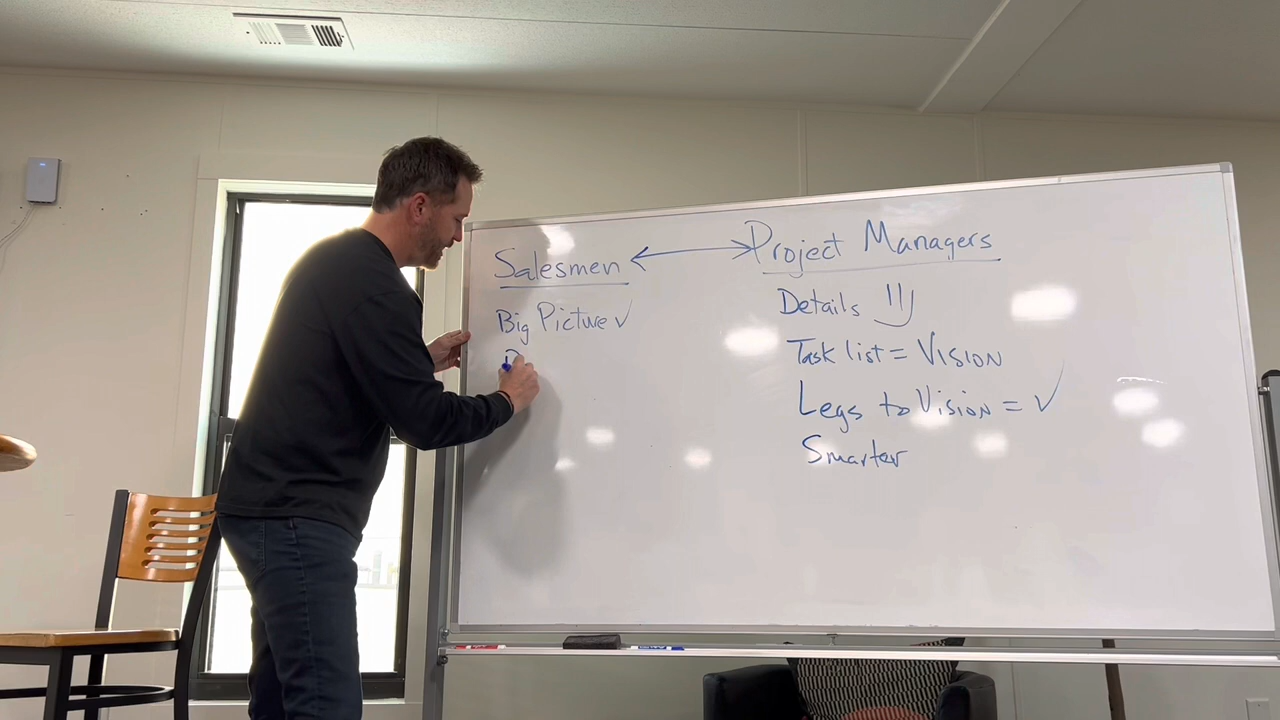 Salesmen ↔ Project Managers
Big Picture ✓
Details
Task list = VISION
Legs to Vision = ✓
Smarter